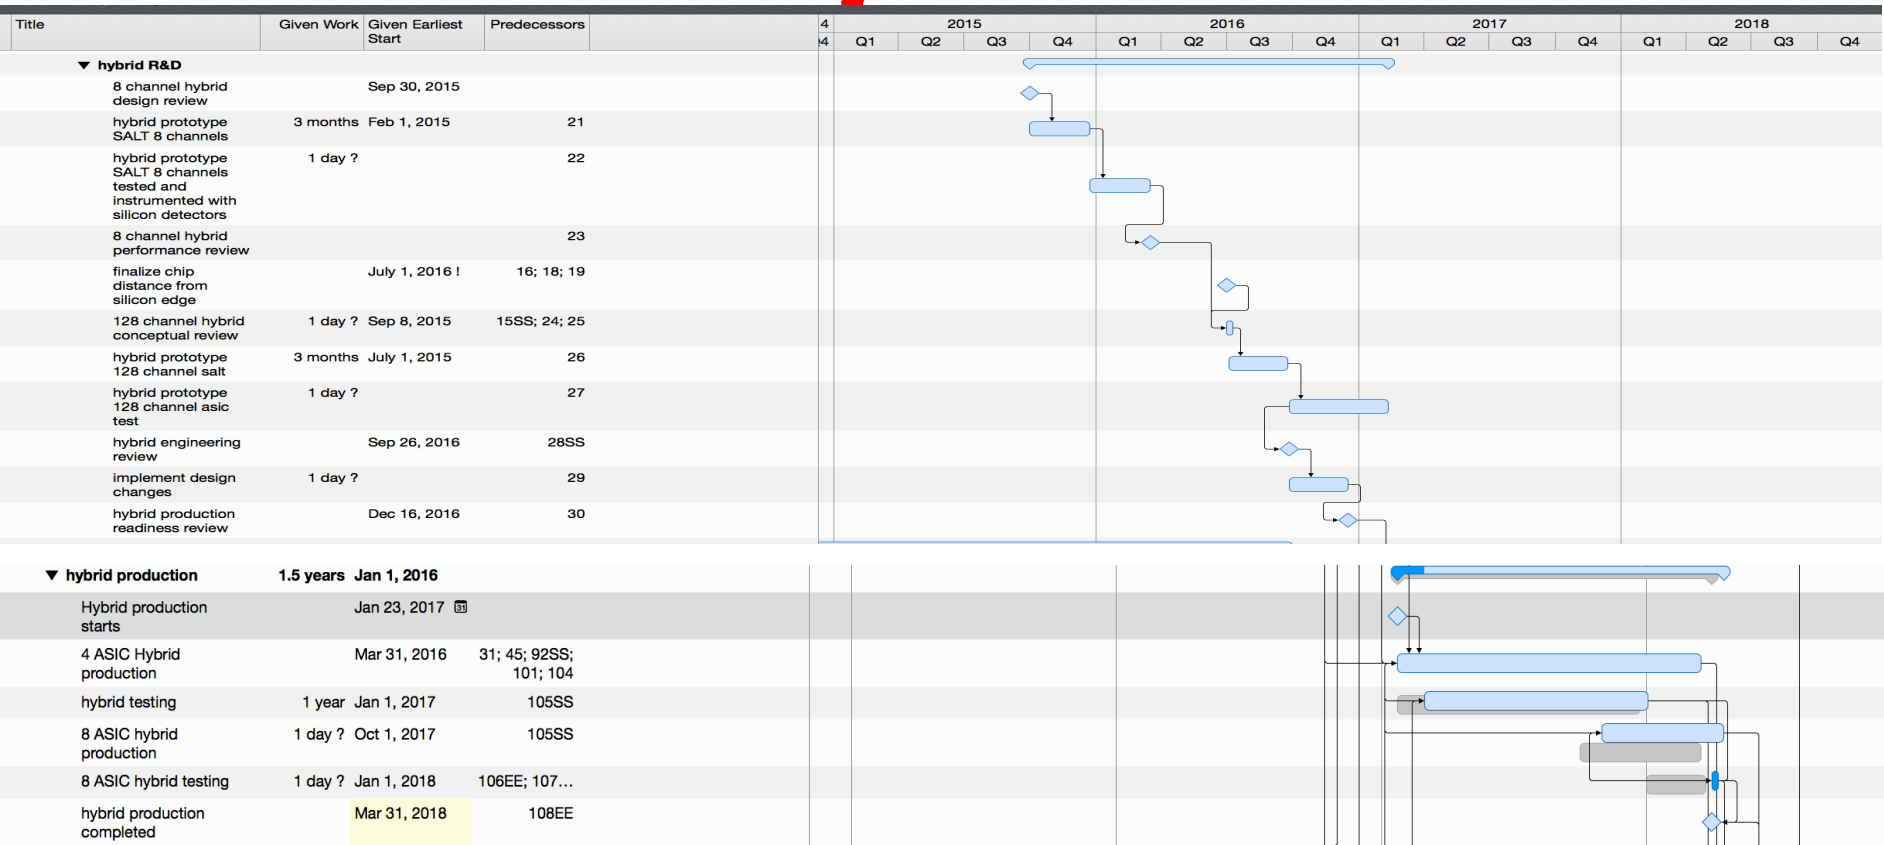 Title Given Work Given Earliest Start Predecessors 4 2015 2016 2017 2018
Q4 Q1 Q2 Q3 Q4 Q1 Q2 Q3 Q4 Q1 Q2 Q3 Q4 Q1 Q2 Q3 Q4
▼ hybrid R&D
8 channel hybrid Sep 30, 2015
design review
hybrid prototype 3 months Feb 1, 2015 21
SALT 8 channels
hybrid prototype 1 day ? 22
SALT 8 channels
tested and
instrumented with
silicon detectors
8 channel hybrid 23
performance review
finalize chip July 1, 2016 ! 16; 18; 19
distance from
silicon edge
128 channel hybrid 1 day ? Sep 8, 2015 15SS; 24; 25
conceptual review
hybrid prototype 3 months July 1, 2015 26
128 channel salt
hybrid prototype 1 day ? 27
128 channel asic
test
hybrid engineering Sep 26, 2016 28SS
review
implement design 1 day ? 29
changes
hybrid production Dec 16, 2016 30
readiness review
▼ hybrid production 1.5 years Jan 1, 2016
Hybrid production Jan 23, 2017 31
starts
4 ASIC Hybrid Mar 31, 2016 31; 45; 92SS;
production 101; 104
hybrid testing 1 year Jan 1, 2017 105SS
8 ASIC hybrid 1 day ? Oct 1, 2017 105SS
production
8 ASIC hybrid testing 1 day ? Jan 1, 2018 106EE; 107...
hybrid production Mar 31, 2018 108EE
completed